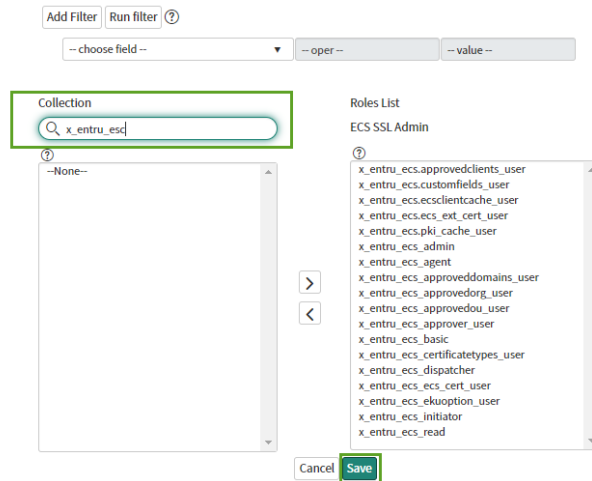 Add Filter Run filter ?
-- choose field -- -- oper -- -- value --
Collection
x_entru_esc
?
--None--
Roles List
ECS SSL Admin
?
x_entru_ecs.approvedclients_user
x_entru_ecs.customfields_user
x_entru_ecs.ecsclientcache_user
x_entru_ecs.ecs_ext_cert_user
x_entru_ecs.pki_cache_user
x_entru_ecs_admin
x_entru_ecs_agent
x_entru_ecs_approveddomains_user
x_entru_ecs_approvedorg_user
x_entru_ecs_approvedou_user
x_entru_ecs_approver_user
x_entru_ecs_basic
x_entru_ecs_certificatetypes_user
x_entru_ecs_dispatcher
x_entru_ecs_ecs_cert_user
x_entru_ecs_ekuoption_user
x_entru_ecs_initiator
x_entru_ecs_read
Cancel Save